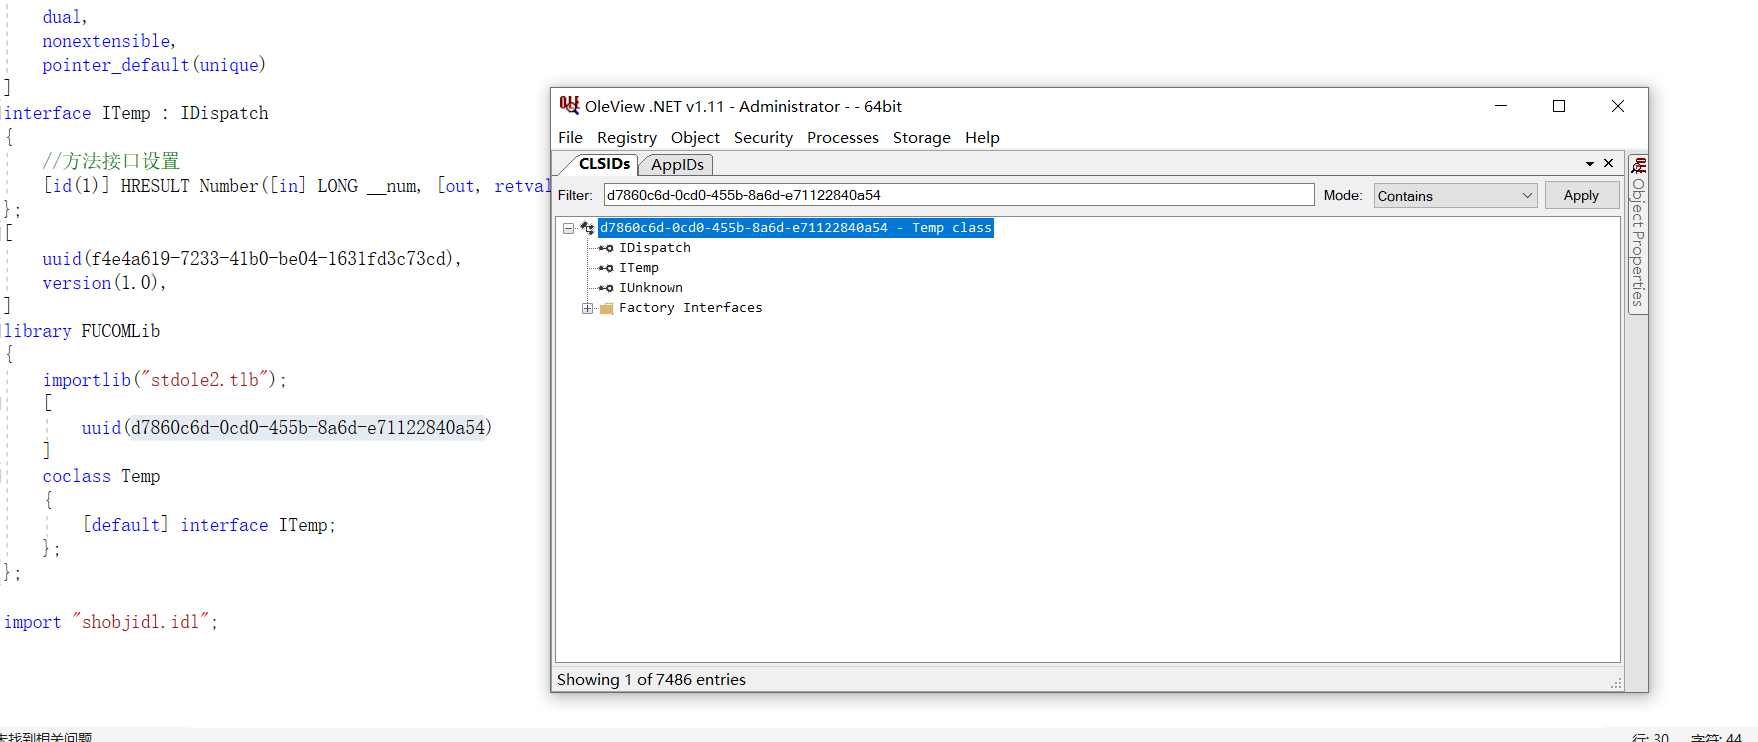 dual,
nonextensible,
pointer_default(unique)
]
interface ITemp : IDispatch
{
//方法接口设置
[id(1)] HRESULT Number([in] LONG __num, [out, retval
};
[
uuid(f4e4a619-7233-41b0-be04-1631fd3c73cd),
version(1.0),
]
library FUCOMLib
{
importlib("stdole2.tlb");
[
uuid(d7860c6d-0cd0-455b-8a6d-e71122840a54)
]
coclass Temp
{
[default] interface ITemp;
};
};
import "shobjidl.idl";
OleView .NET v1.11 - Administrator - - 64bit
File Registry Object Security Processes Storage Help
CLSIDs AppIDs
Filter: d7860c6d-0cd0-455b-8a6d-e71122840a54 Mode: Contains Apply
d7860c6d-0cd0-455b-8a6d-e71122840a54 - Temp class
IDispatch
ITemp
IUnknown
Factory Interfaces
Object Properties
Showing 1 of 7486 entries
未找到相关问题
行: 30 字符: 44